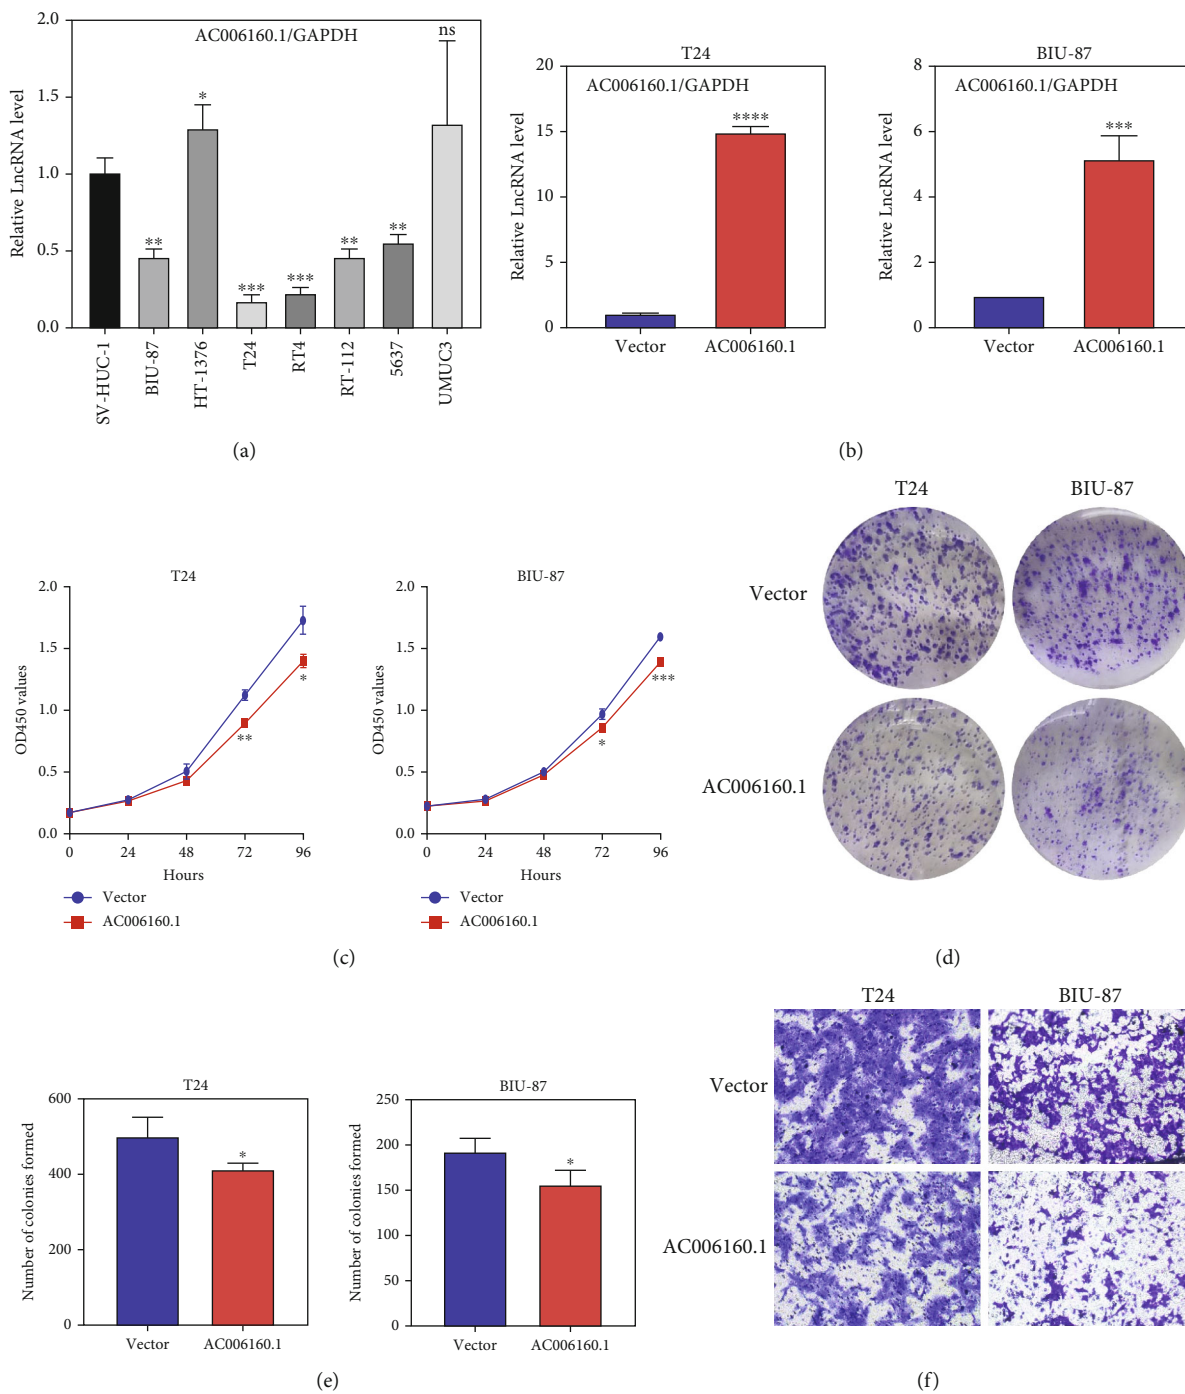 AC006160.1/GAPDH
ns
2.0
1.5
1.0
0.5
0.0
Relative LncRNA level
*
**
***
***
**
**
SV-HUC-1
BIU-87
HT-1376
T24
RT4
RT-112
5637
UMUC3
(a)
T24
AC006160.1/GAPDH
20
15
10
5
0
Relative LncRNA level
****
Vector
AC006160.1
BIU-87
AC006160.1/GAPDH
8
6
4
2
0
Relative LncRNA level
***
Vector
AC006160.1
(b)
T24
2.0
1.5
1.0
0.5
0.0
OD450 values
**
*
0 24 48 72 96
Hours
Vector
AC006160.1
BIU-87
2.0
1.5
1.0
0.5
0.0
OD450 values
*
***
0 24 48 72 96
Hours
Vector
AC006160.1
(c)
T24 BIU-87
Vector
AC006160.1
(d)
T24
600
400
200
0
Number of colonies formed
*
Vector
AC006160.1
BIU-87
250
200
150
100
50
0
Number of colonies formed
*
Vector
AC006160.1
(e)
T24 BIU-87
Vector
AC006160.1
(f)